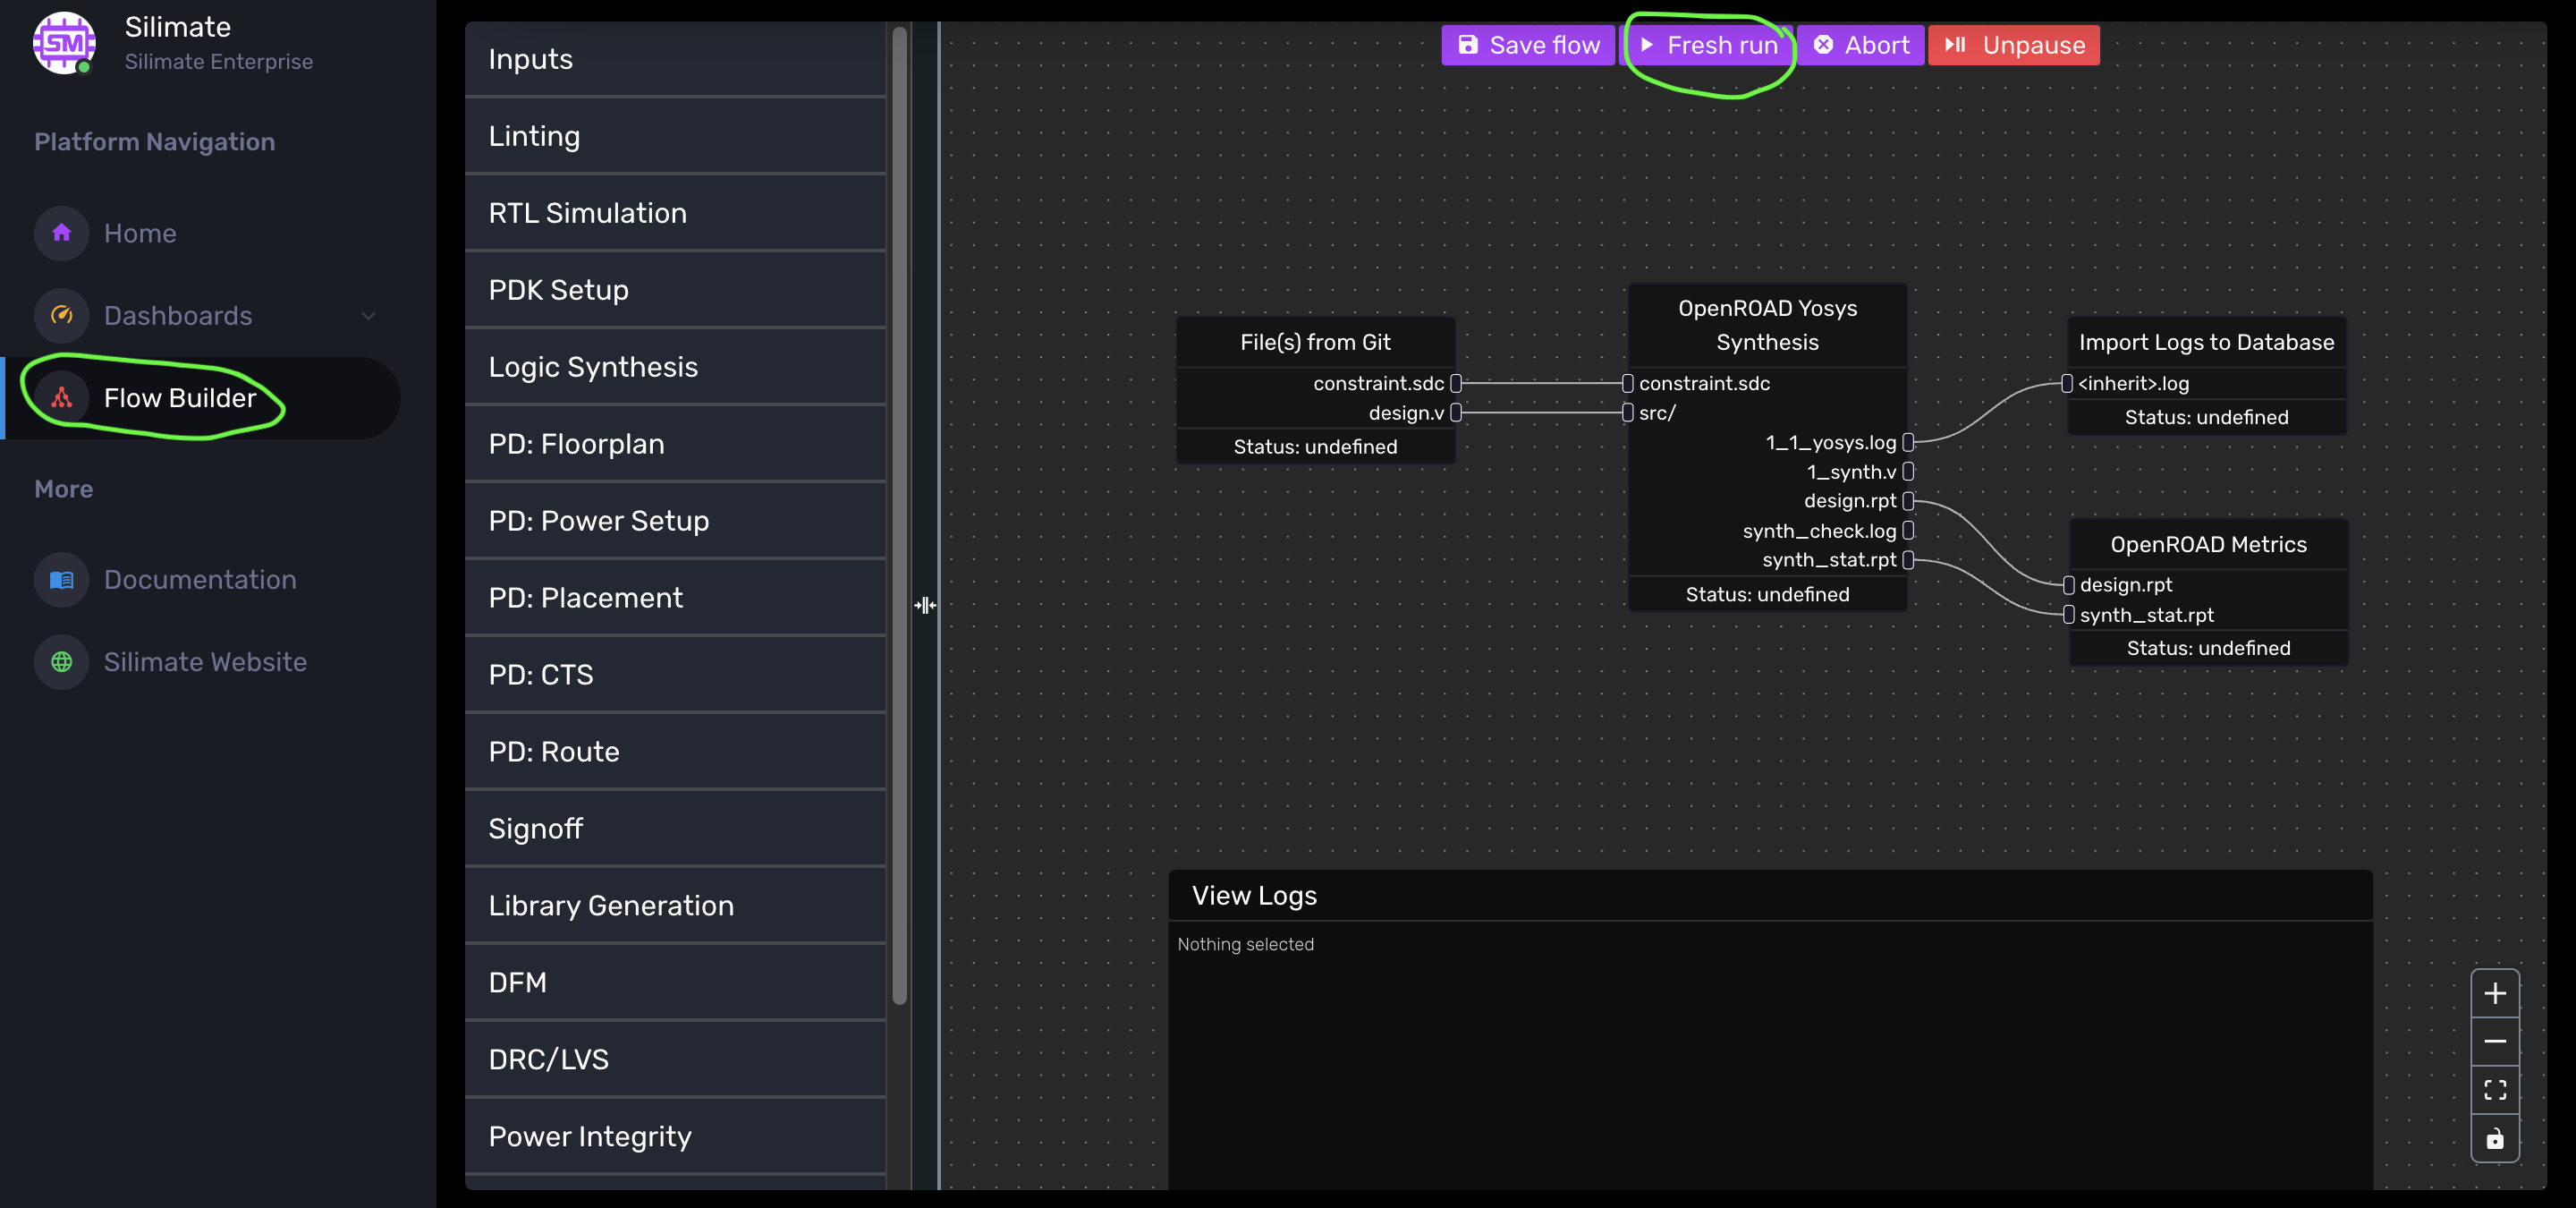 SM
Silimate
Silimate Enterprise
Platform Navigation
Home
Dashboards
Flow Builder
More
Documentation
Silimate Website
Inputs
Linting
RTL Simulation
PDK Setup
Logic Synthesis
PD: Floorplan
PD: Power Setup
PD: Placement
PD: CTS
PD: Route
Signoff
Library Generation
DFM
DRC/LVS
Power Integrity
Save flow
Fresh run
Abort
Unpause
File(s) from Git
constraint.sdc
design.v
Status: undefined
OpenROAD Yosys
Synthesis
constraint.sdc
src/
1_1_yosys.log
1_synth.v
design.rpt
synth_check.log
synth_stat.rpt
Status: undefined
Import Logs to Database
<inherit>.log
Status: undefined
OpenROAD Metrics
design.rpt
synth_stat.rpt
Status: undefined
View Logs
Nothing selected